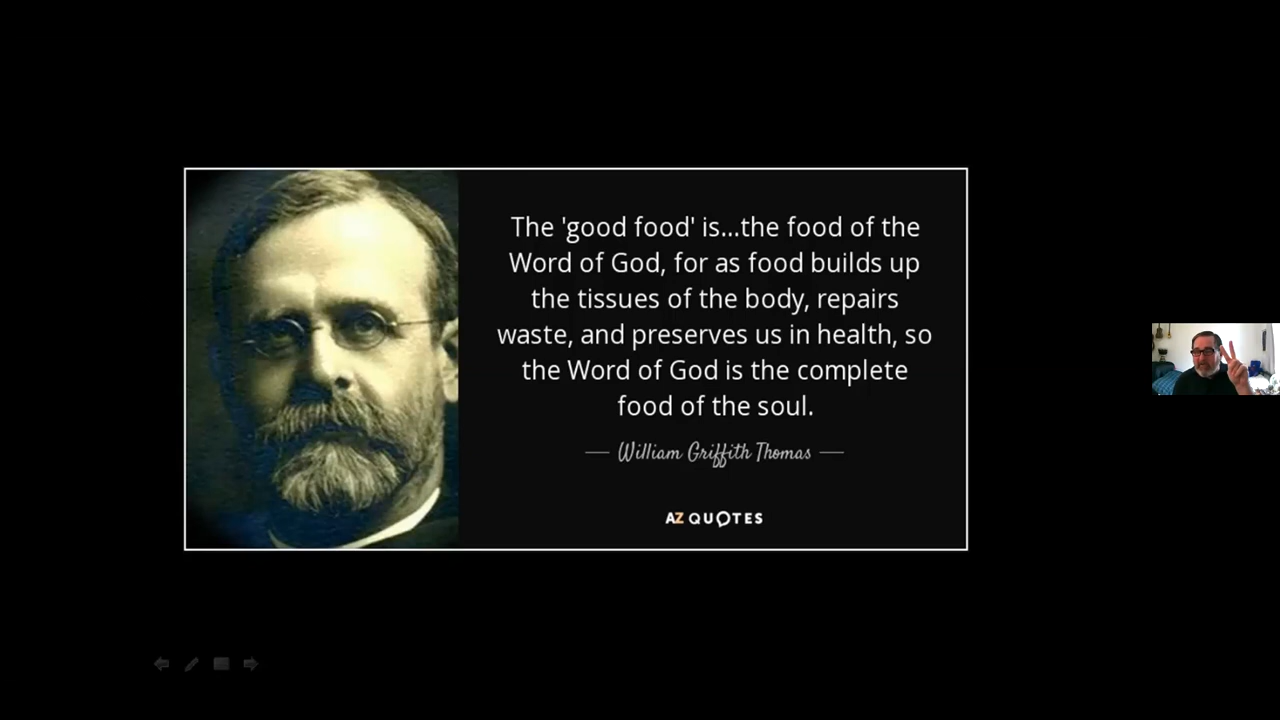 The 'good food' is...the food of the
Word of God, for as food builds up
the tissues of the body, repairs
waste, and preserves us in health, so
the Word of God is the complete
food of the soul.
William Griffith Thomas
AZ QUOTES